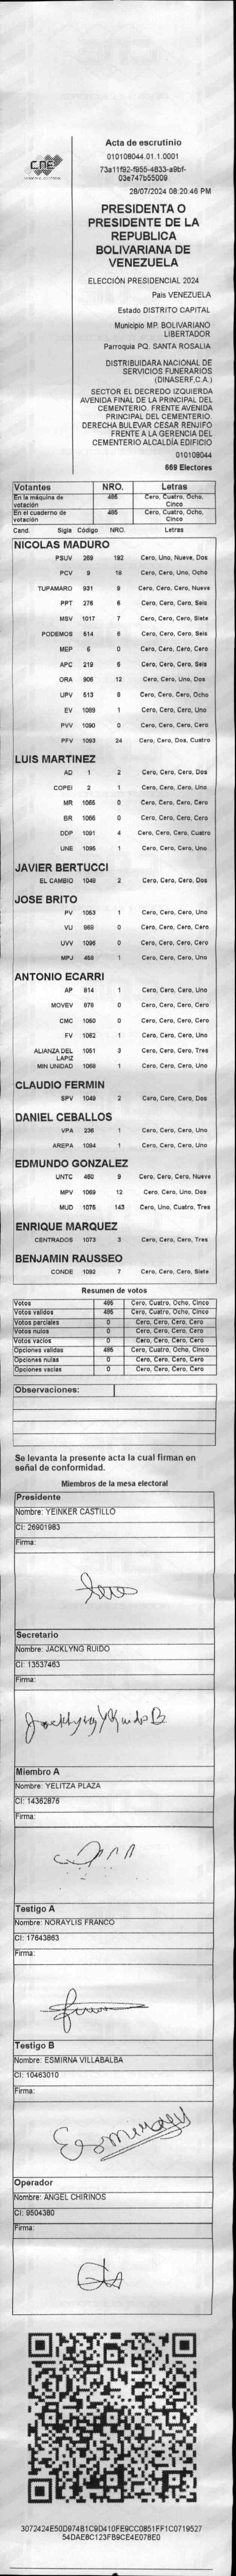 CNE
Acta de escrutinio
010108044.01.1.0001
73a11f92-f955-4833-a9bf-
03e747b55009
28/07/2024 08:20:46 PM
PRESIDENTA O
PRESIDENTE DE LA
REPUBLICA
BOLIVARIANA DE
VENEZUELA
ELECCIÓN PRESIDENCIAL 2024
Pais VENEZUELA
Estado DISTRITO CAPITAL
Municipio MP. BOLIVARIANO
LIBERTADOR
Parroquia PQ. SANTA ROSALIA
DISTRIBUIDARA NACIONAL DE
SERVICIOS FUNERARIOS
(DINASERF,C.A.)
SECTOR EL DECREDO IZQUIERDA
AVENIDA FINAL DE LA PRINCIPAL DEL
CEMENTERIO. FRENTE AVENIDA
PRINCIPAL DEL CEMENTERIO.
DERECHA BULEVAR CESAR RENJIFO
FRENTE A LA GERENCIA DEL
CEMENTERIO ALCALDÍA EDIFICIO
010108044
669 Electores
Votantes NRO. Letras
En la máquina de votación 485 Cero, Cuatro, Ocho, Cinco
En el cuaderno de votación 485 Cero, Cuatro, Ocho, Cinco
Cand. Sigla Código NRO. Letras
NICOLAS MADURO
PSUV 269 192 Cero, Uno, Nueve, Dos
PCV 9 18 Cero, Cero, Uno, Ocho
TUPAMARO 931 9 Cero, Cero, Cero, Nueve
PPT 276 6 Cero, Cero, Cero, Seis
MSV 1017 7 Cero, Cero, Cero, Siete
PODEMOS 514 6 Cero, Cero, Cero, Seis
MEP 6 0 Cero, Cero, Cero, Cero
APC 219 6 Cero, Cero, Cero, Seis
ORA 906 12 Cero, Cero, Uno, Dos
UPV 513 8 Cero, Cero, Cero, Ocho
EV 1089 1 Cero, Cero, Cero, Uno
PVV 1090 0 Cero, Cero, Cero, Cero
PFV 1093 24 Cero, Cero, Dos, Cuatro
LUIS MARTINEZ
AD 1 2 Cero, Cero, Cero, Dos
COPEI 2 1 Cero, Cero, Cero, Uno
MR 1065 0 Cero, Cero, Cero, Cero
BR 1066 0 Cero, Cero, Cero, Cero
DDP 1091 4 Cero, Cero, Cero, Cuatro
UNE 1095 1 Cero, Cero, Cero, Uno
JAVIER BERTUCCI
EL CAMBIO 1048 2 Cero, Cero, Cero, Dos
JOSE BRITO
PV 1053 1 Cero, Cero, Cero, Uno
VU 969 0 Cero, Cero, Cero, Cero
UVV 1096 0 Cero, Cero, Cero, Cero
MPJ 458 1 Cero, Cero, Cero, Uno
ANTONIO ECARRI
AP 814 1 Cero, Cero, Cero, Uno
MOVEV 879 0 Cero, Cero, Cero, Cero
CMC 1050 0 Cero, Cero, Cero, Cero
FV 1052 1 Cero, Cero, Cero, Uno
ALIANZA DEL LAPIZ 1051 3 Cero, Cero, Cero, Tres
MIN UNIDAD 1068 1 Cero, Cero, Cero, Uno
CLAUDIO FERMIN
SPV 1049 2 Cero, Cero, Cero, Dos
DANIEL CEBALLOS
VPA 236 1 Cero, Cero, Cero, Uno
AREPA 1094 1 Cero, Cero, Cero, Uno
EDMUNDO GONZALEZ
UNTC 460 9 Cero, Cero, Cero, Nueve
MPV 1069 12 Cero, Cero, Uno, Dos
MUD 1075 143 Cero, Uno, Cuatro, Tres
ENRIQUE MARQUEZ
CENTRADOS 1073 3 Cero, Cero, Cero, Tres
BENJAMIN RAUSSEO
CONDE 1092 7 Cero, Cero, Cero, Siete
Resumen de votos
Votos 485 Cero, Cuatro, Ocho, Cinco
Votos validos 485 Cero, Cuatro, Ocho, Cinco
Votos parciales 0 Cero, Cero, Cero, Cero
Votos nulos 0 Cero, Cero, Cero, Cero
Votos vacios 0 Cero, Cero, Cero, Cero
Opciones validas 485 Cero, Cuatro, Ocho, Cinco
Opciones nulas 0 Cero, Cero, Cero, Cero
Opciones vacias 0 Cero, Cero, Cero, Cero
Observaciones:
Se levanta la presente acta la cual firman en
señal de conformidad.
Miembros de la mesa electoral
Presidente
Nombre: YEINKER CASTILLO
CI: 26901983
Firma:
Secretario
Nombre: JACKLYNG RUIDO
CI: 13537463
Firma:
Jacklyng Ruido B
Miembro A
Nombre: YELITZA PLAZA
CI: 14362876
Firma:
Testigo A
Nombre: NORAYLIS FRANCO
CI: 17643863
Firma:
Testigo B
Nombre: ESMIRNA VILLABALBA
CI: 10463010
Firma:
Operador
Nombre: ANGEL CHIRINOS
CI: 9504380
Firma:
3072424E50D974B1C9D410FE9CC0851FF1C0719527
54DAE8C123FB9CE4E078E0